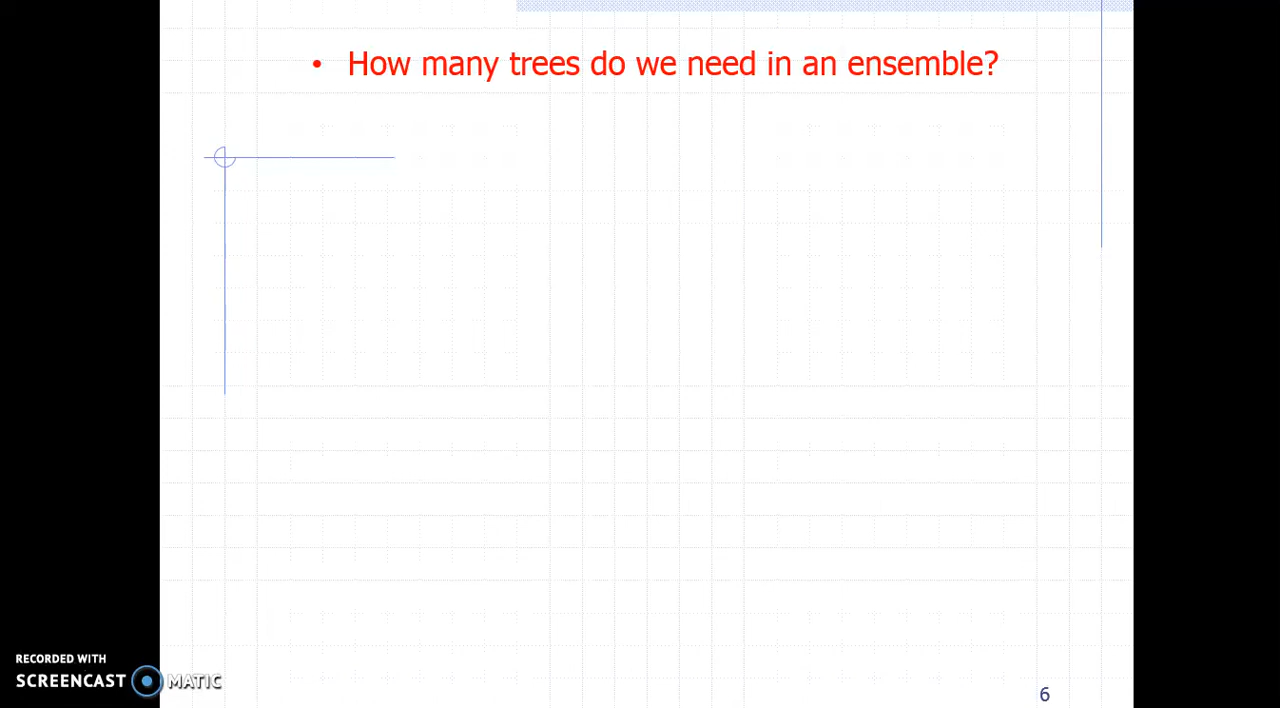 • How many trees do we need in an ensemble?
RECORDED WITH
SCREENCAST MATIC
6